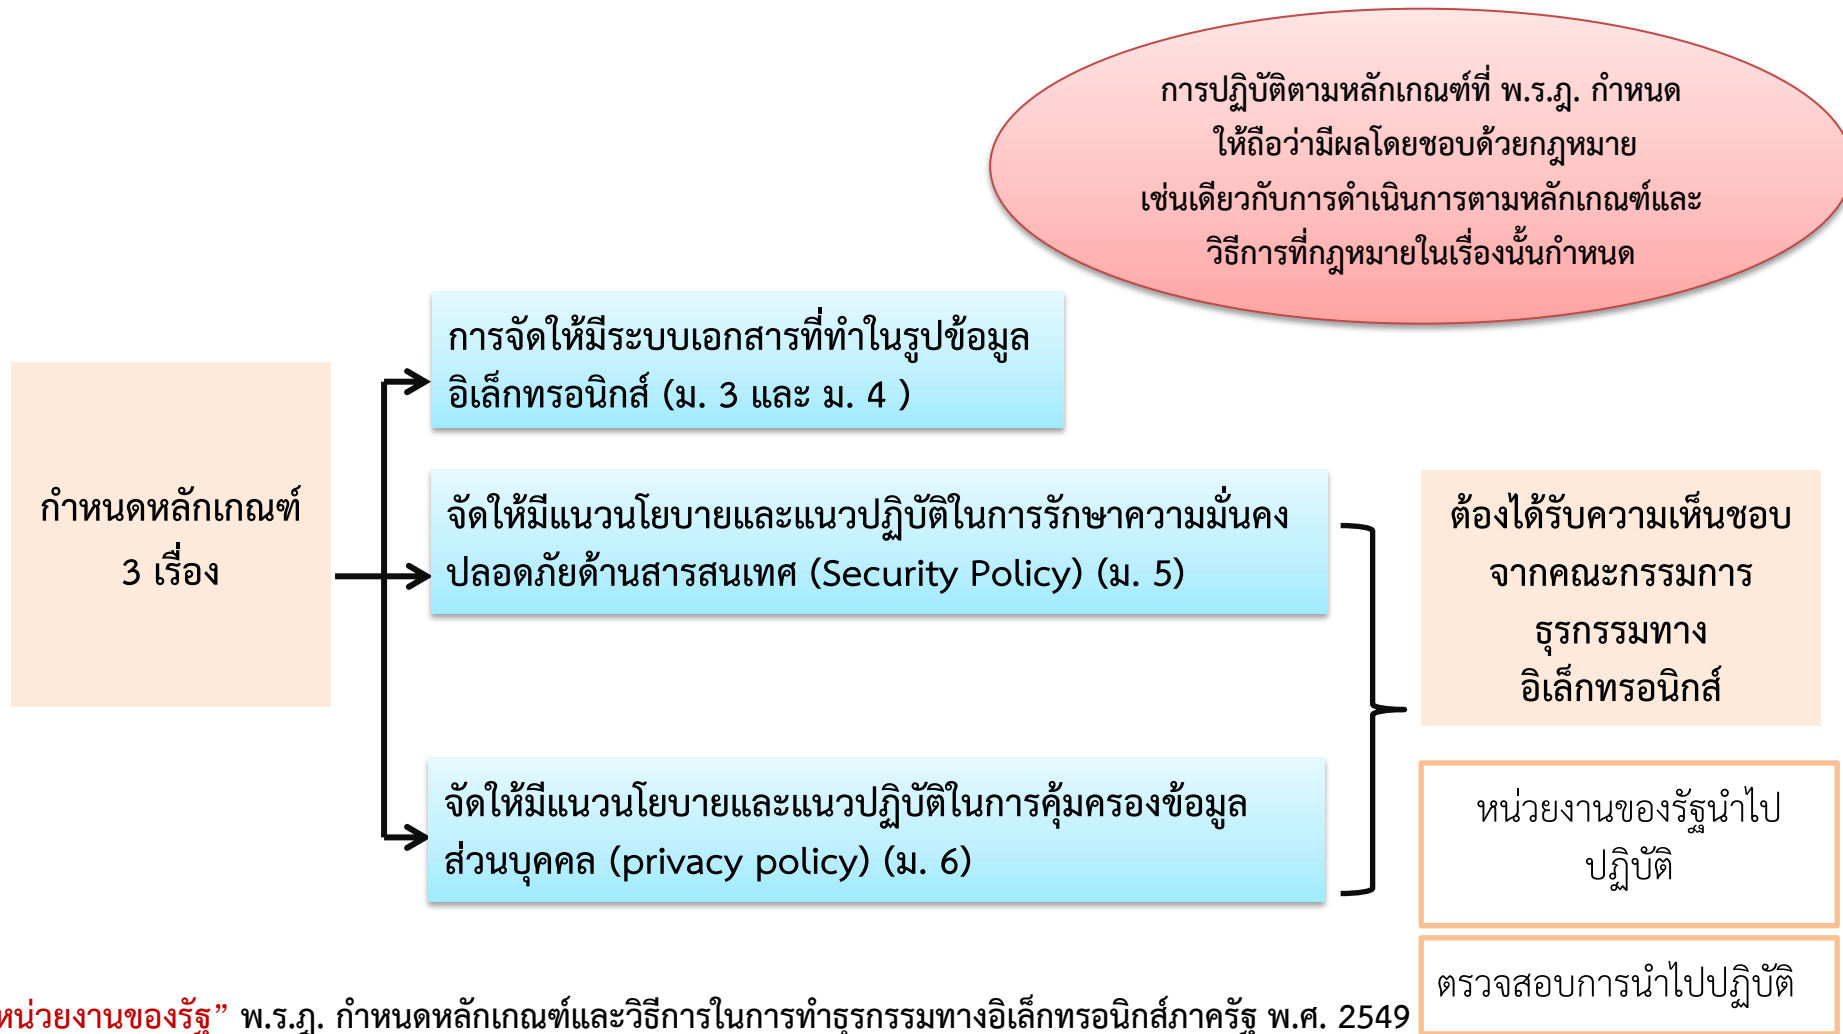 การปฏิบัติตามหลักเกณฑ์ที่ พ.ร.ฎ. กำหนด
ให้ถือว่ามีผลโดยชอบด้วยกฎหมาย
เช่นเดียวกับการดำเนินการตามหลักเกณฑ์และ
วิธีการที่กฎหมายในเรื่องนั้นกำหนด
การจัดให้มีระบบเอกสารที่ทำในรูปข้อมูล
อิเล็กทรอนิกส์ (ม. 3 และ ม. 4 )
กำหนดหลักเกณฑ์
3 เรื่อง
จัดให้มีแนวนโยบายและแนวปฏิบัติในการรักษาความมั่นคง
ปลอดภัยด้านสารสนเทศ (Security Policy) (ม. 5)
ต้องได้รับความเห็นชอบ
จากคณะกรรมการ
ธุรกรรมทาง
อิเล็กทรอนิกส์
จัดให้มีแนวนโยบายและแนวปฏิบัติในการคุ้มครองข้อมูล
ส่วนบุคคล (privacy policy) (ม. 6)
หน่วยงานของรัฐนำไป
ปฏิบัติ
ตรวจสอบการนำไปปฏิบัติ
หน่วยงานของรัฐ” พ.ร.ฎ. กำหนดหลักเกณฑ์และวิธีการในการทำธุรกรรมทางอิเล็กทรอนิกส์ภาครัฐ พ.ศ. 2549